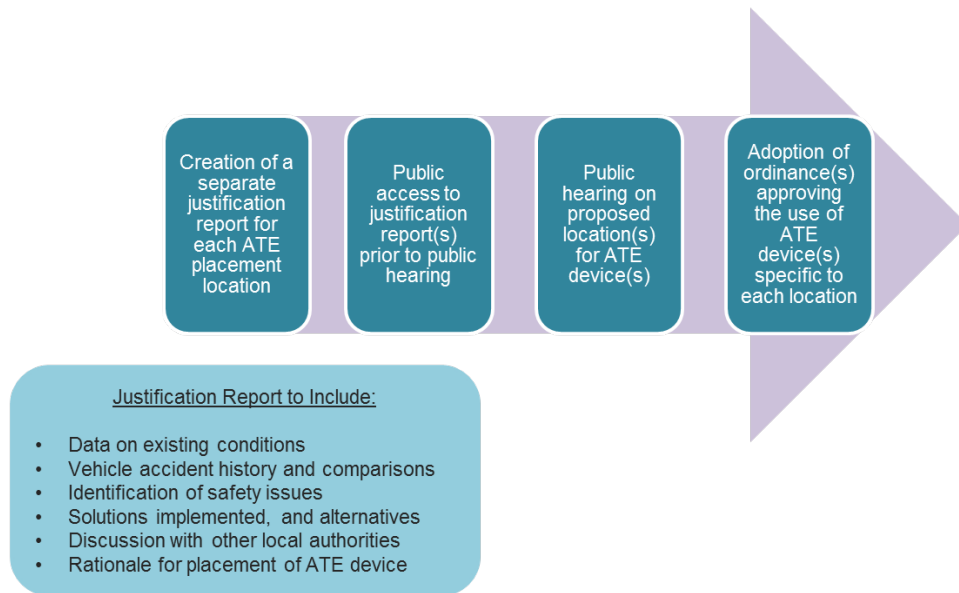 Creation of a
separate
justification
report for
each ATE
placement
location
Public
access to
justification
report(s)
prior to public
hearing
Public
hearing on
proposed
location(s)
for ATE
device(s)
Adoption of
ordinance(s)
approving
the use of
ATE
device(s)
specific to
each location
Justification Report to Include:
• Data on existing conditions
• Vehicle accident history and comparisons
• Identification of safety issues
• Solutions implemented, and alternatives
• Discussion with other local authorities
• Rationale for placement of ATE device